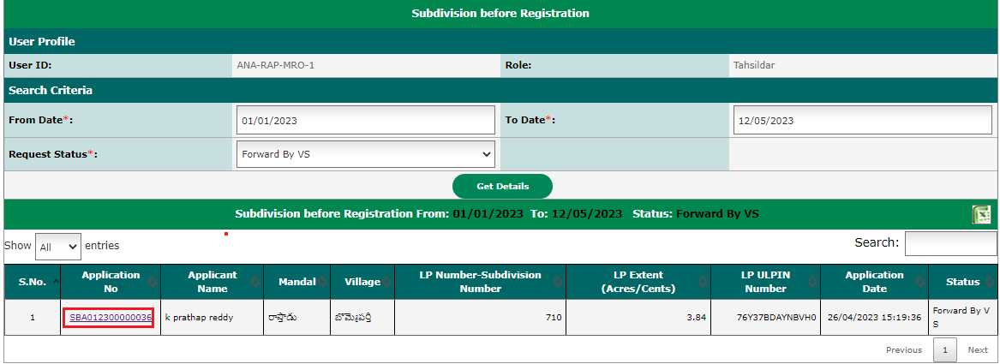 Subdivision before Registration
User Profile
User ID: ANA-RAP-MRO-1 Role: Tahsildar
Search Criteria
From Date*: 01/01/2023 To Date*: 12/05/2023
Request Status*: Forward By VS
Get Details
Subdivision before Registration From: 01/01/2023 To: 12/05/2023 Status: Forward By VS
Show All entries Search:
S.No. Application No Applicant Name Mandal Village LP Number-Subdivision Number LP Extent (Acres/Cents) LP ULPIN Number Application Date Status
1 SBA012300000036 k prathap reddy రాప్తాడు బొమ్మేపర్తి 710 3.84 76Y37BDAYNBVH0 26/04/2023 15:19:36 Forward By VS
Previous 1 Next